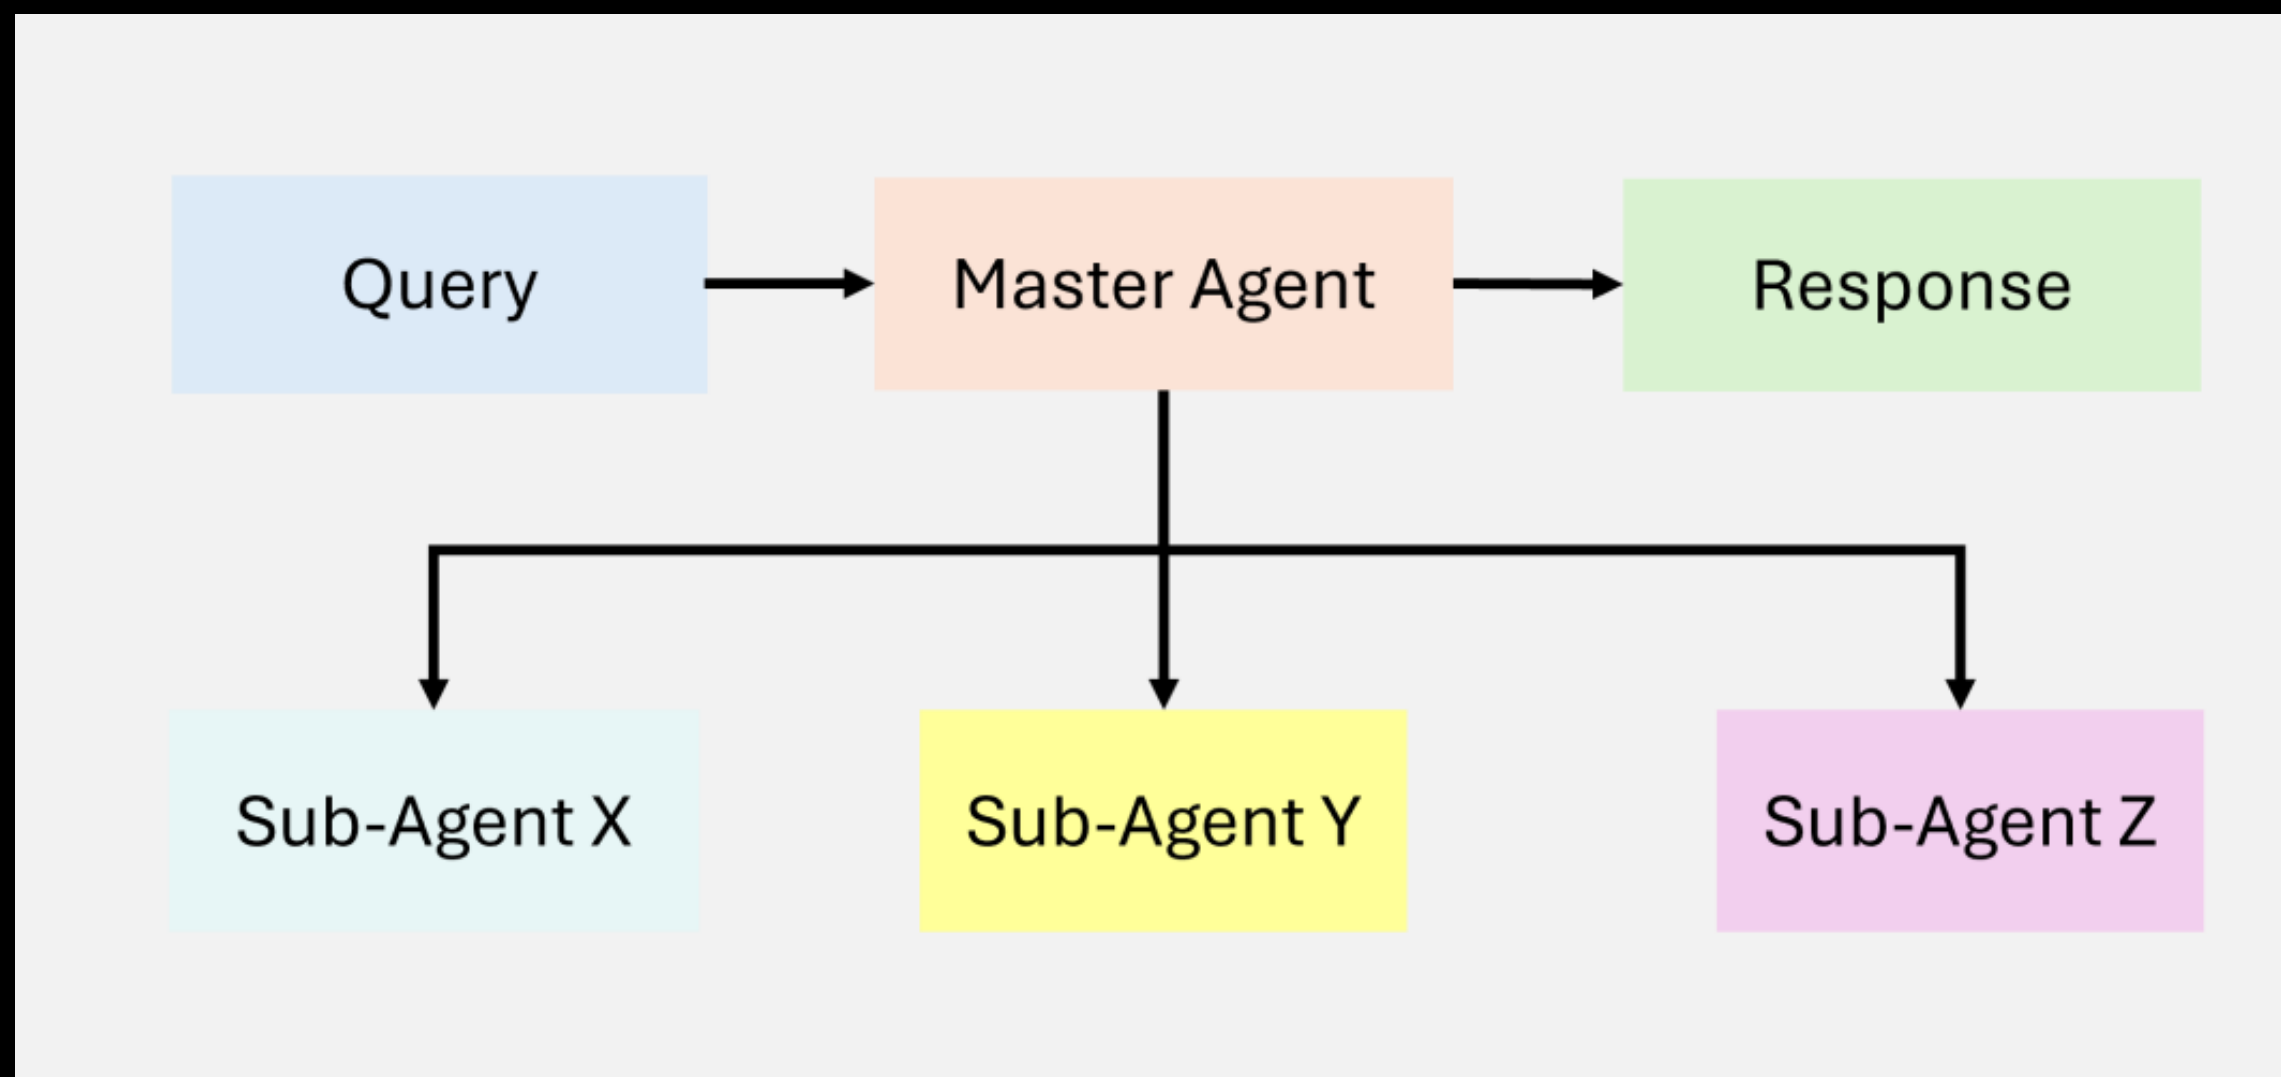 Query
Master Agent
Response
Sub-Agent X
Sub-Agent Y
Sub-Agent Z